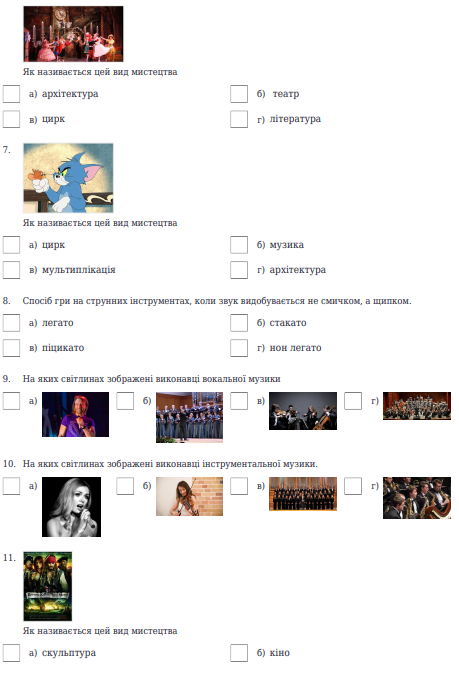 Як називається цей вид мистецтва
а) архітектура
б) театр
в) цирк
г) література
7.
Як називається цей вид мистецтва
а) цирк
б) музика
в) мультиплікація
г) архітектура
8. Спосіб гри на струнних інструментах, коли звук видобувається не смичком, а щипком.
а) легато
б) стакато
в) піцикато
г) нон легато
9. На яких світлинах зображені виконавці вокальної музики
а)
б)
в)
г)
10. На яких світлинах зображені виконавці інструментальної музики.
а)
б)
в)
г)
11.
Як називається цей вид мистецтва
а) скульптура
б) кіно